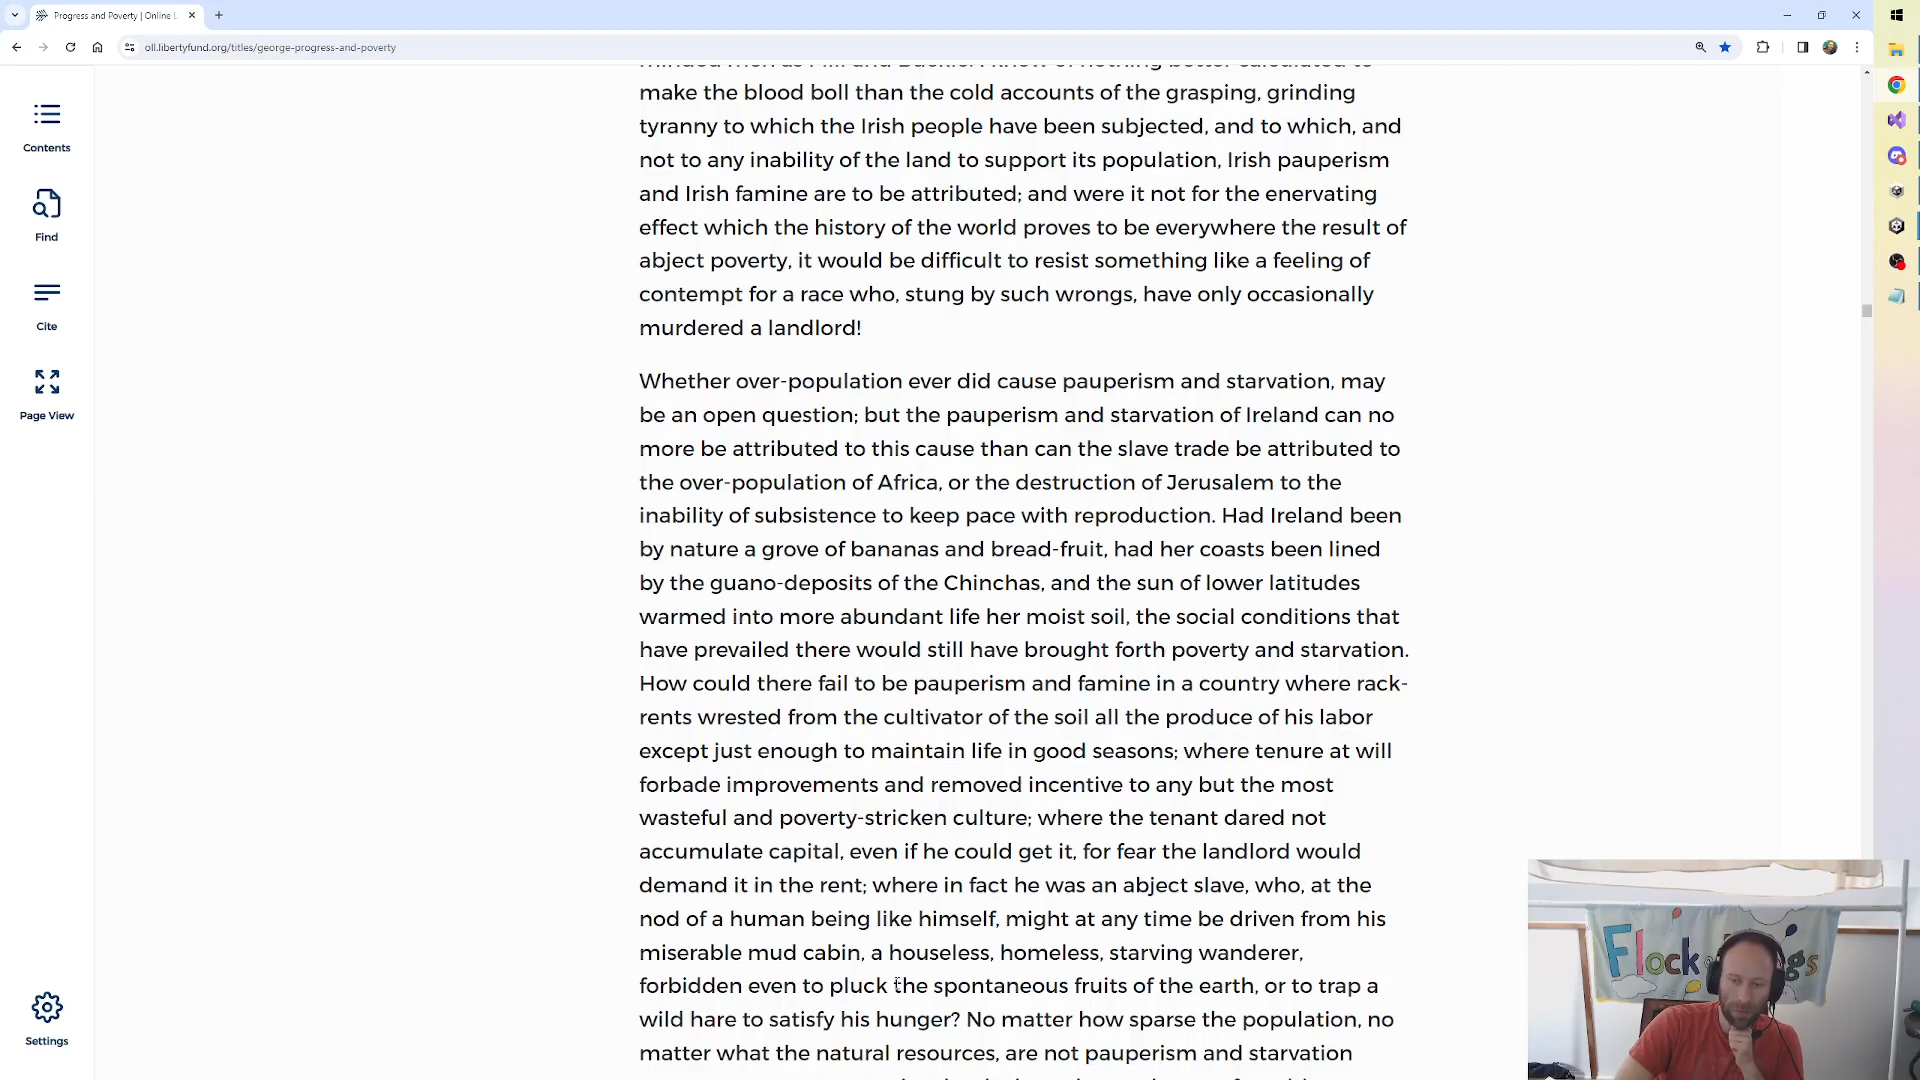 Progress and Poverty | Online L
oll.libertyfund.org/titles/george-progress-and-poverty
Contents
Find
Cite
Page View
Settings
make the blood boll than the cold accounts of the grasping, grinding
tyranny to which the Irish people have been subjected, and to which, and
not to any inability of the land to support its population, Irish pauperism
and Irish famine are to be attributed; and were it not for the enervating
effect which the history of the world proves to be everywhere the result of
abject poverty, it would be difficult to resist something like a feeling of
contempt for a race who, stung by such wrongs, have only occasionally
murdered a landlord!
Whether over-population ever did cause pauperism and starvation, may
be an open question; but the pauperism and starvation of Ireland can no
more be attributed to this cause than can the slave trade be attributed to
the over-population of Africa, or the destruction of Jerusalem to the
inability of subsistence to keep pace with reproduction. Had Ireland been
by nature a grove of bananas and bread-fruit, had her coasts been lined
by the guano-deposits of the Chinchas, and the sun of lower latitudes
warmed into more abundant life her moist soil, the social conditions that
have prevailed there would still have brought forth poverty and starvation.
How could there fail to be pauperism and famine in a country where rack-
rents wrested from the cultivator of the soil all the produce of his labor
except just enough to maintain life in good seasons; where tenure at will
forbade improvements and removed incentive to any but the most
wasteful and poverty-stricken culture; where the tenant dared not
accumulate capital, even if he could get it, for fear the landlord would
demand it in the rent; where in fact he was an abject slave, who, at the
nod of a human being like himself, might at any time be driven from his
miserable mud cabin, a houseless, homeless, starving wanderer,
forbidden even to pluck the spontaneous fruits of the earth, or to trap a
wild hare to satisfy his hunger? No matter how sparse the population, no
matter what the natural resources, are not pauperism and starvation
Flock